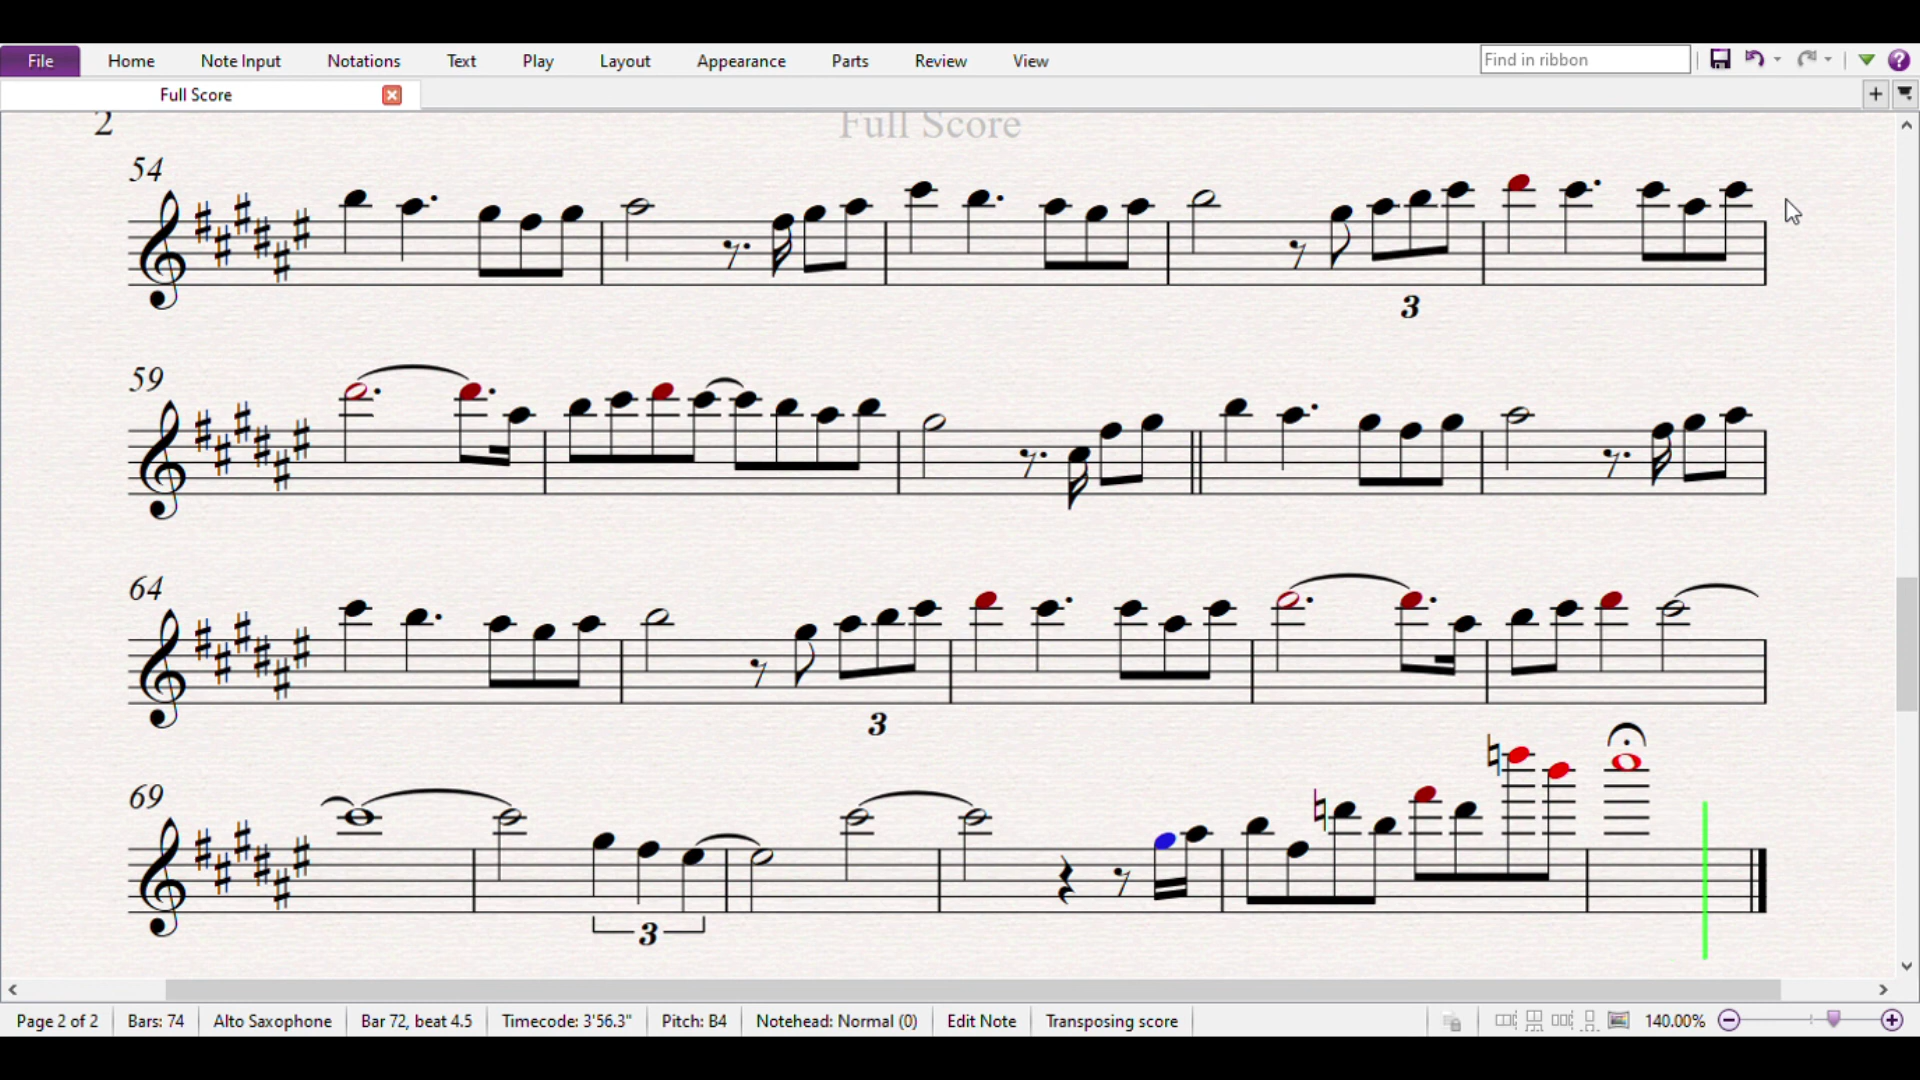 File Home Note Input Notations Text Play Layout Appearance Parts Review View Find in ribbon
Full Score
2 Full Score
54
3
59
64
3
69
3
Page 2 of 2 Bars: 74 Alto Saxophone Bar 72, beat 4.5 Timecode: 3'56.3" Pitch: B4 Notehead: Normal (0) Edit Note Transposing score 140.00%